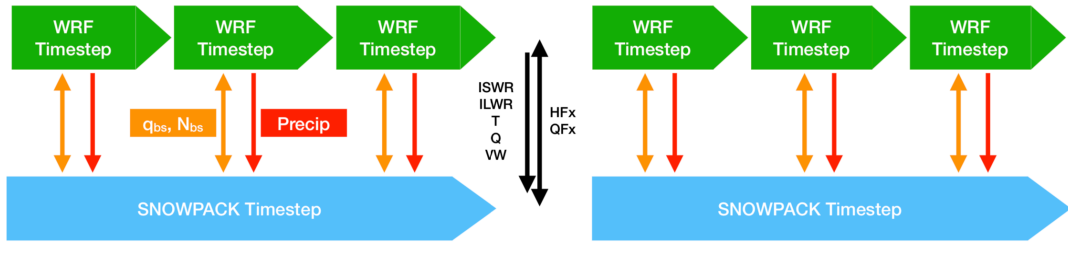 WRF
Timestep
WRF
Timestep
WRF
Timestep
qbs, Nbs
Precip
SNOWPACK Timestep
ISWR
ILWR
T
Q
VW
HFx
QFx
WRF
Timestep
WRF
Timestep
WRF
Timestep
SNOWPACK Timestep